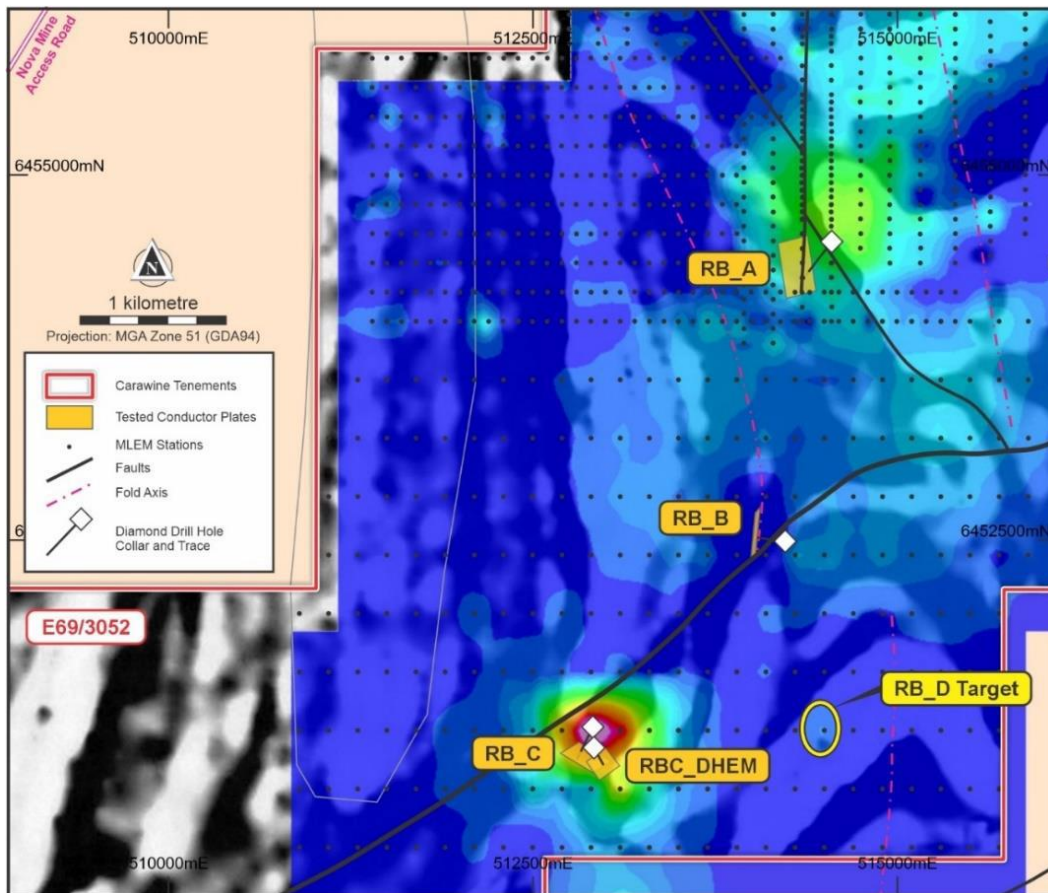 Nova Mine
Access Road
510000mE
512500mE
515000mE
6455000mN
N
1 kilometre
Projection: MGA Zone 51 (GDA94)
Carawine Tenements
Tested Conductor Plates
MLEM Stations
Faults
Fold Axis
Diamond Drill Hole
Collar and Trace
RB_A
RB_B
6452500mN
E69/3052
RB_D Target
RB_C
RBC_DHEM
510000mE
512500mE
515000mE